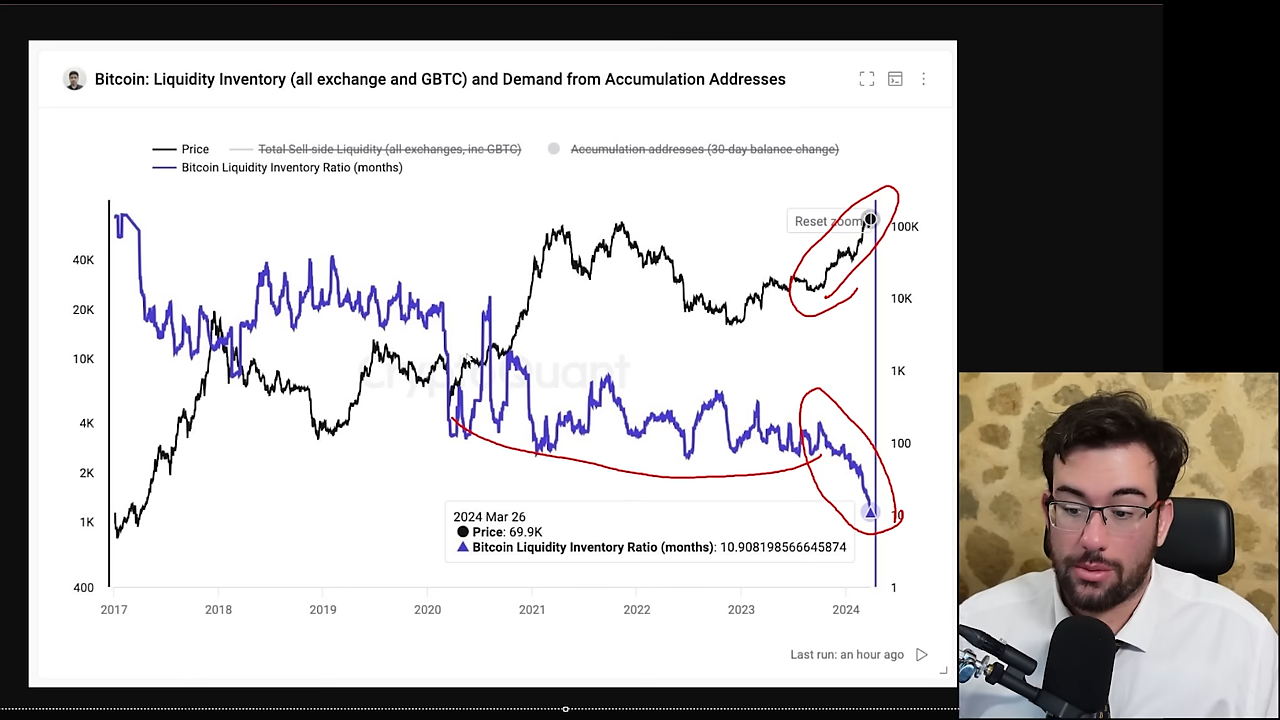 Bitcoin: Liquidity Inventory (all exchange and GBTC) and Demand from Accumulation Addresses
Price Total Sell-side Liquidity (all exchanges, inc GBTC) Accumulation addresses (30-day balance change)
Bitcoin Liquidity Inventory Ratio (months)
Reset zoom
100K
40K
10K
20K
10K
1K
CryptoQuant
4K
100
2K
1K
10
2024 Mar 26
Price: 69.9K
Bitcoin Liquidity Inventory Ratio (months): 10.908198566645874
400
1
2017 2018 2019 2020 2021 2022 2023 2024
Last run: an hour ago